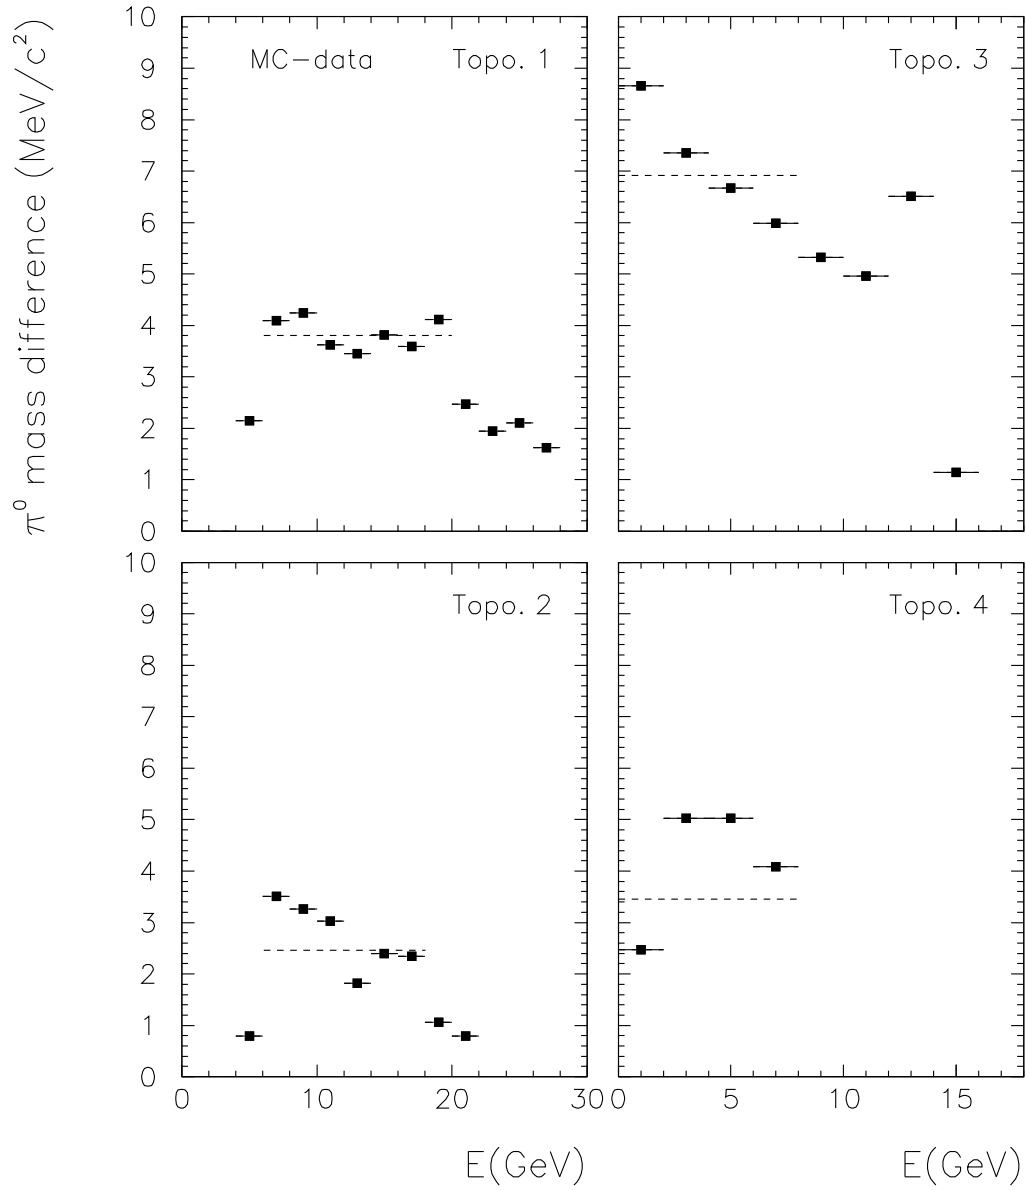 π⁰ mass difference (MeV/c²)
MC-data Topo. 1
10
9
8
7
6
5
4
3
2
1
0
Topo. 3
Topo. 2
10
9
8
7
6
5
4
3
2
1
0
0 10 20 30
E(GeV)
Topo. 4
0 5 10 15
E(GeV)